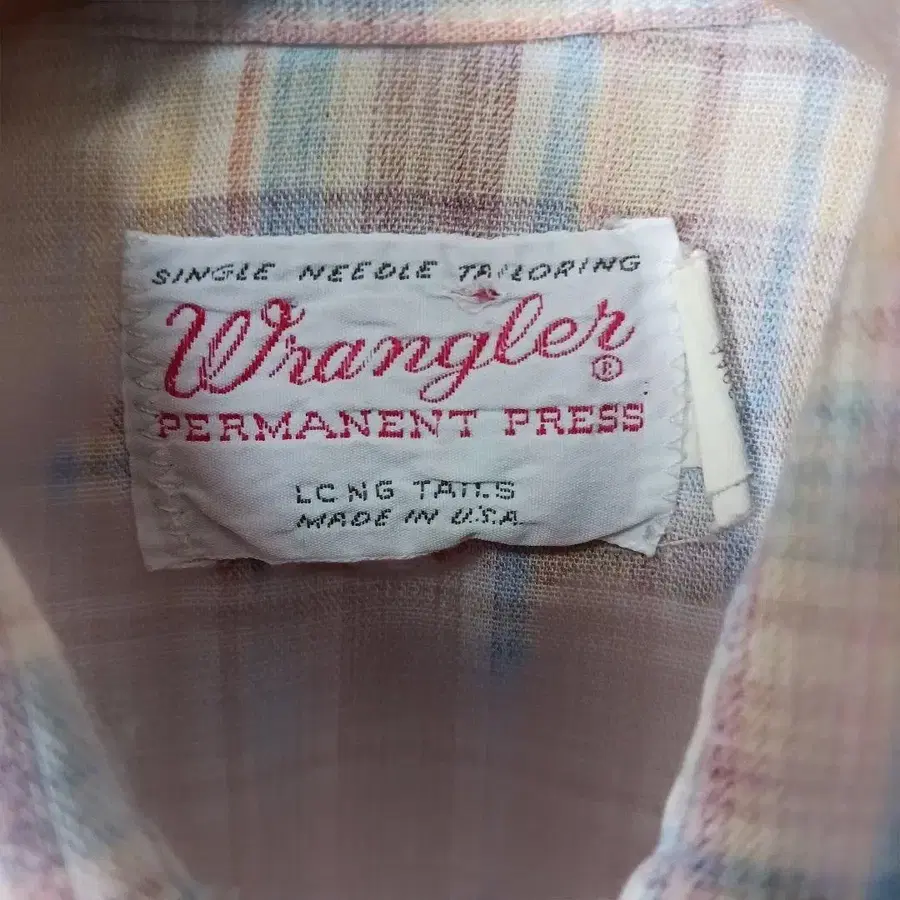 SINGLE NEEDLE TAILORING
Wrangler®
PERMANENT PRESS
LONG TAILS
MADE IN U.S.A.